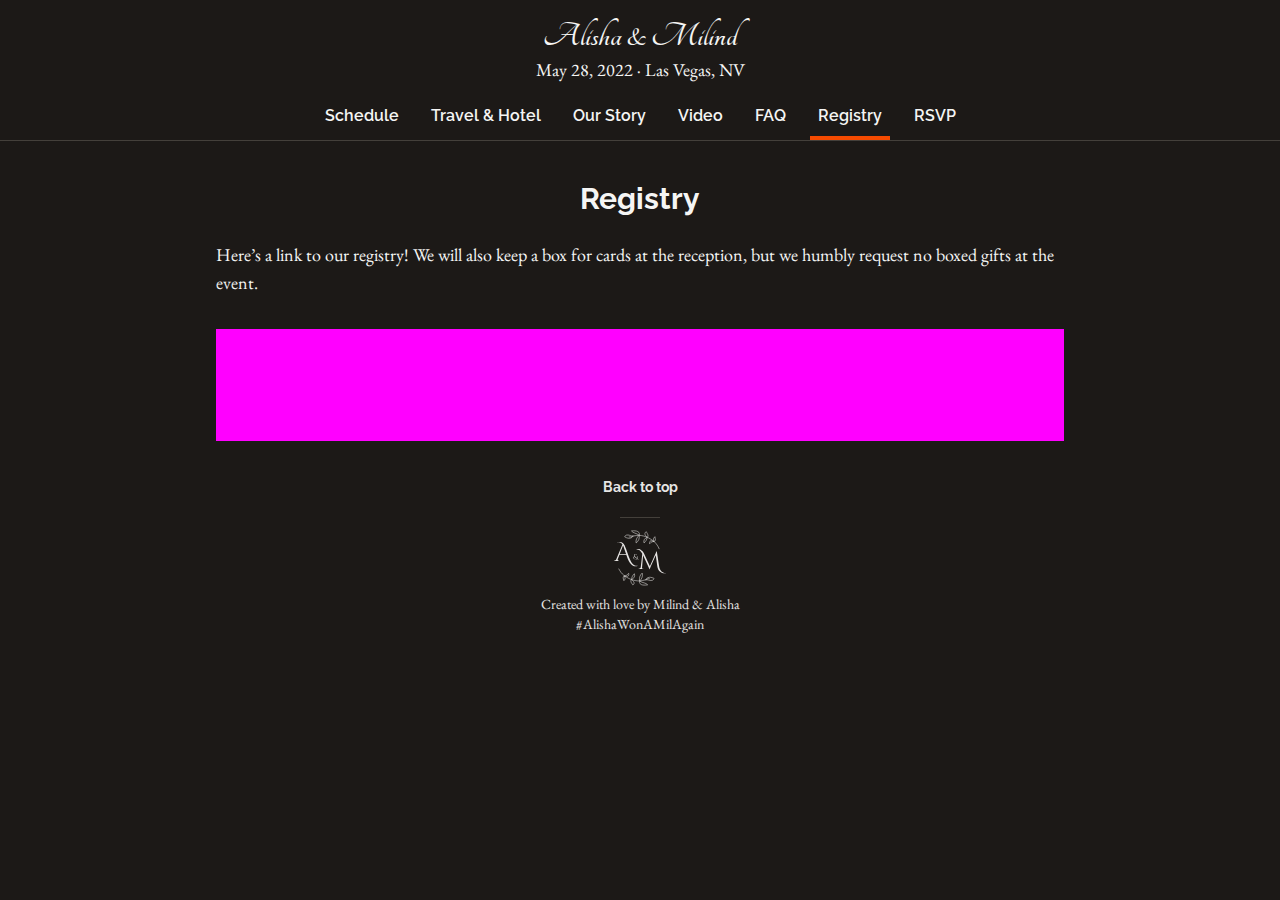 Alisha & Milind
May 28, 2022 · Las Vegas, NV
Schedule Travel & Hotel Our Story Video FAQ Registry RSVP
Registry
Here’s a link to our registry! We will also keep a box for cards at the reception, but we humbly request no boxed gifts at the
event.
Back to top
A & M
Created with love by Milind & Alisha
#AlishaWonAMilAgain